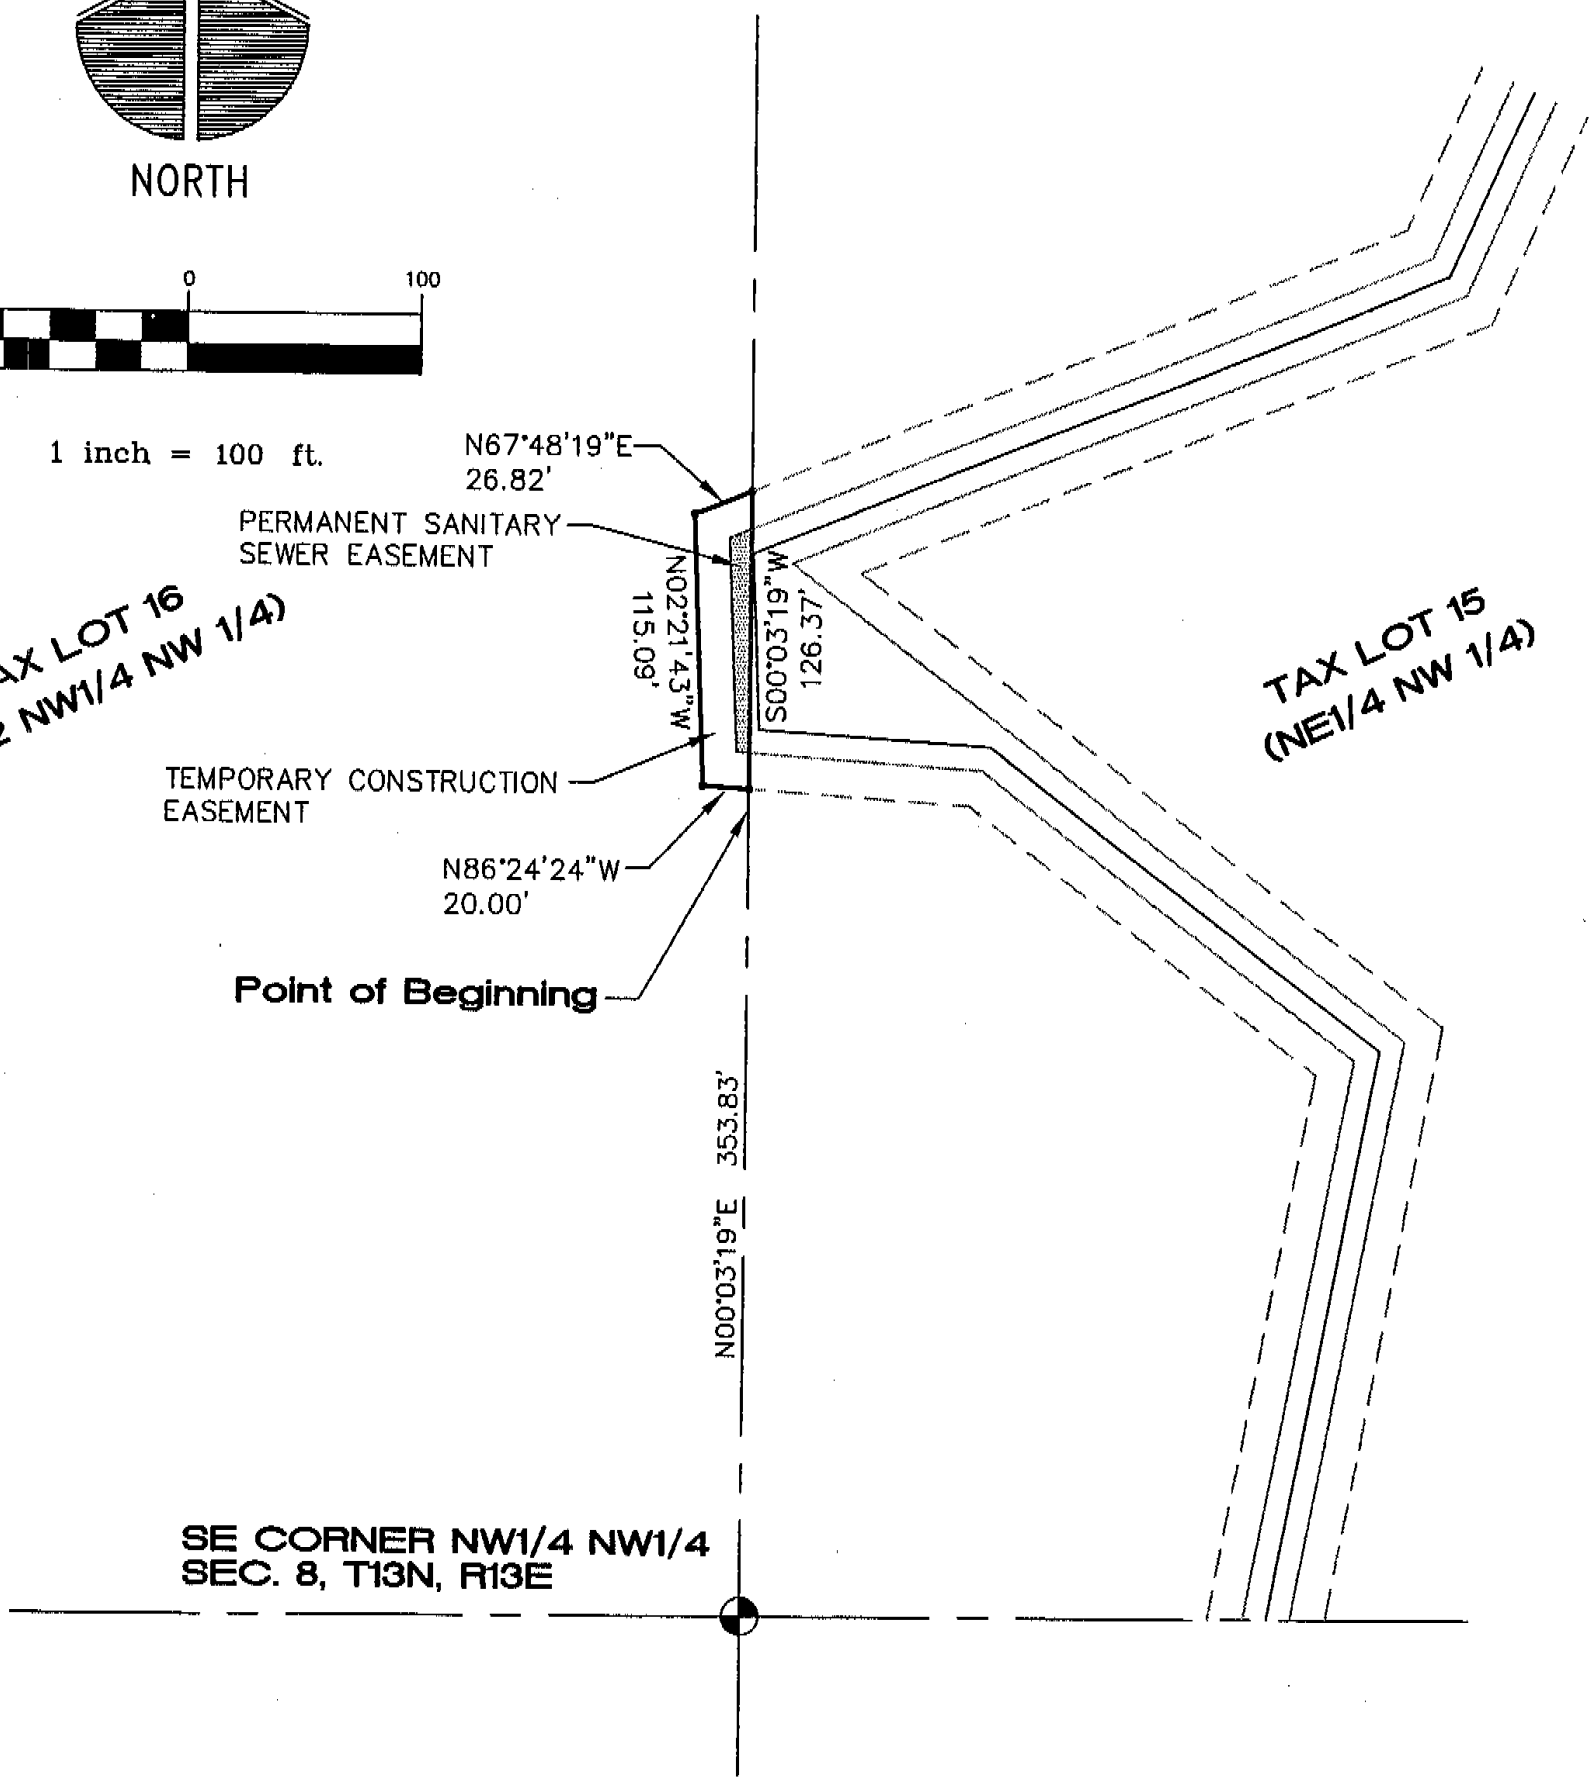 NORTH
0 100
1 inch = 100 ft.
N67°48'19"E
26.82'
PERMANENT SANITARY
SEWER EASEMENT
N02°21'43"W
115.09'
S00°03'19"W
126.37'
LOT 16
NW1/4 NW 1/4)
TAX LOT 15
(NE1/4 NW 1/4)
TEMPORARY CONSTRUCTION
EASEMENT
N86°24'24"W
20.00'
Point of Beginning
N00°03'19"E 353.83'
SE CORNER NW1/4 NW1/4
SEC. 8, T13N, R13E